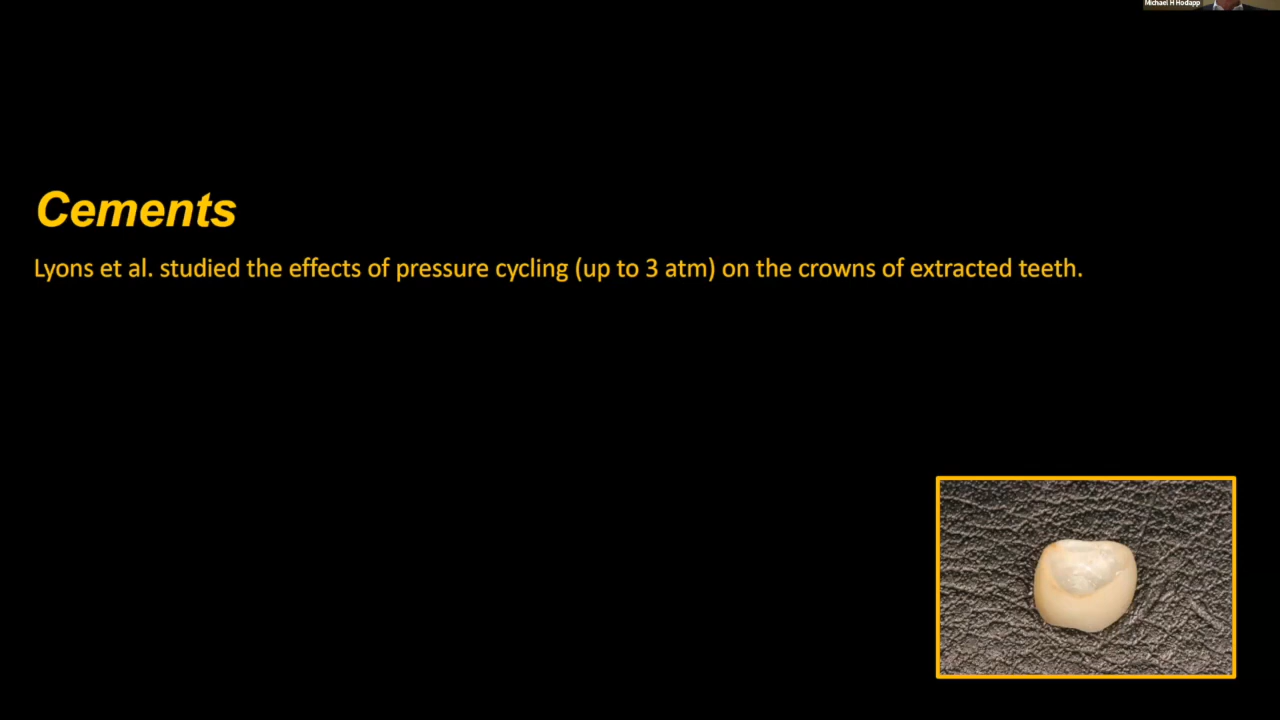 Michael H Hodapp
Cements
Lyons et al. studied the effects of pressure cycling (up to 3 atm) on the crowns of extracted teeth.